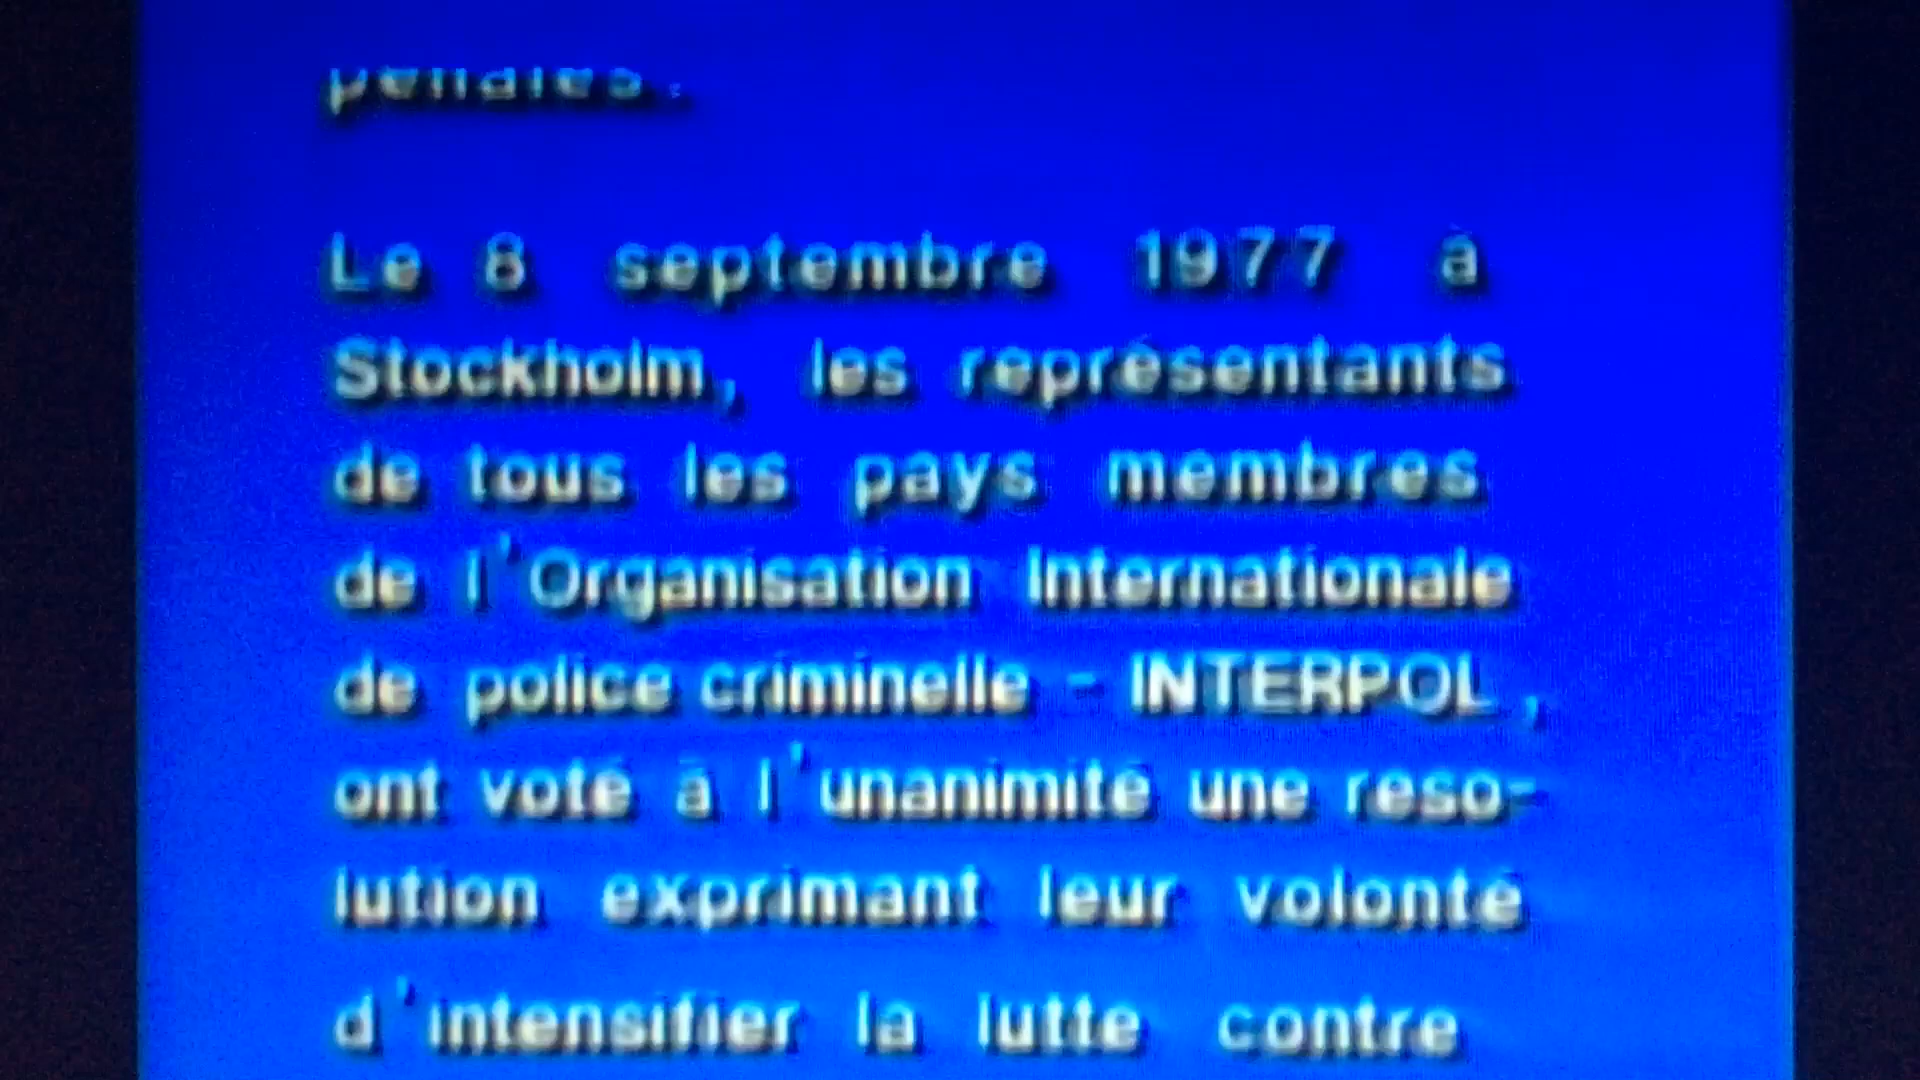 pénales.
Le 8 septembre 1977 à
Stockholm, les représentants
de tous les pays membres
de l'Organisation Internationale
de police criminelle - INTERPOL,
ont voté à l'unanimité une reso-
lution exprimant leur volonté
d'intensifier la lutte contre